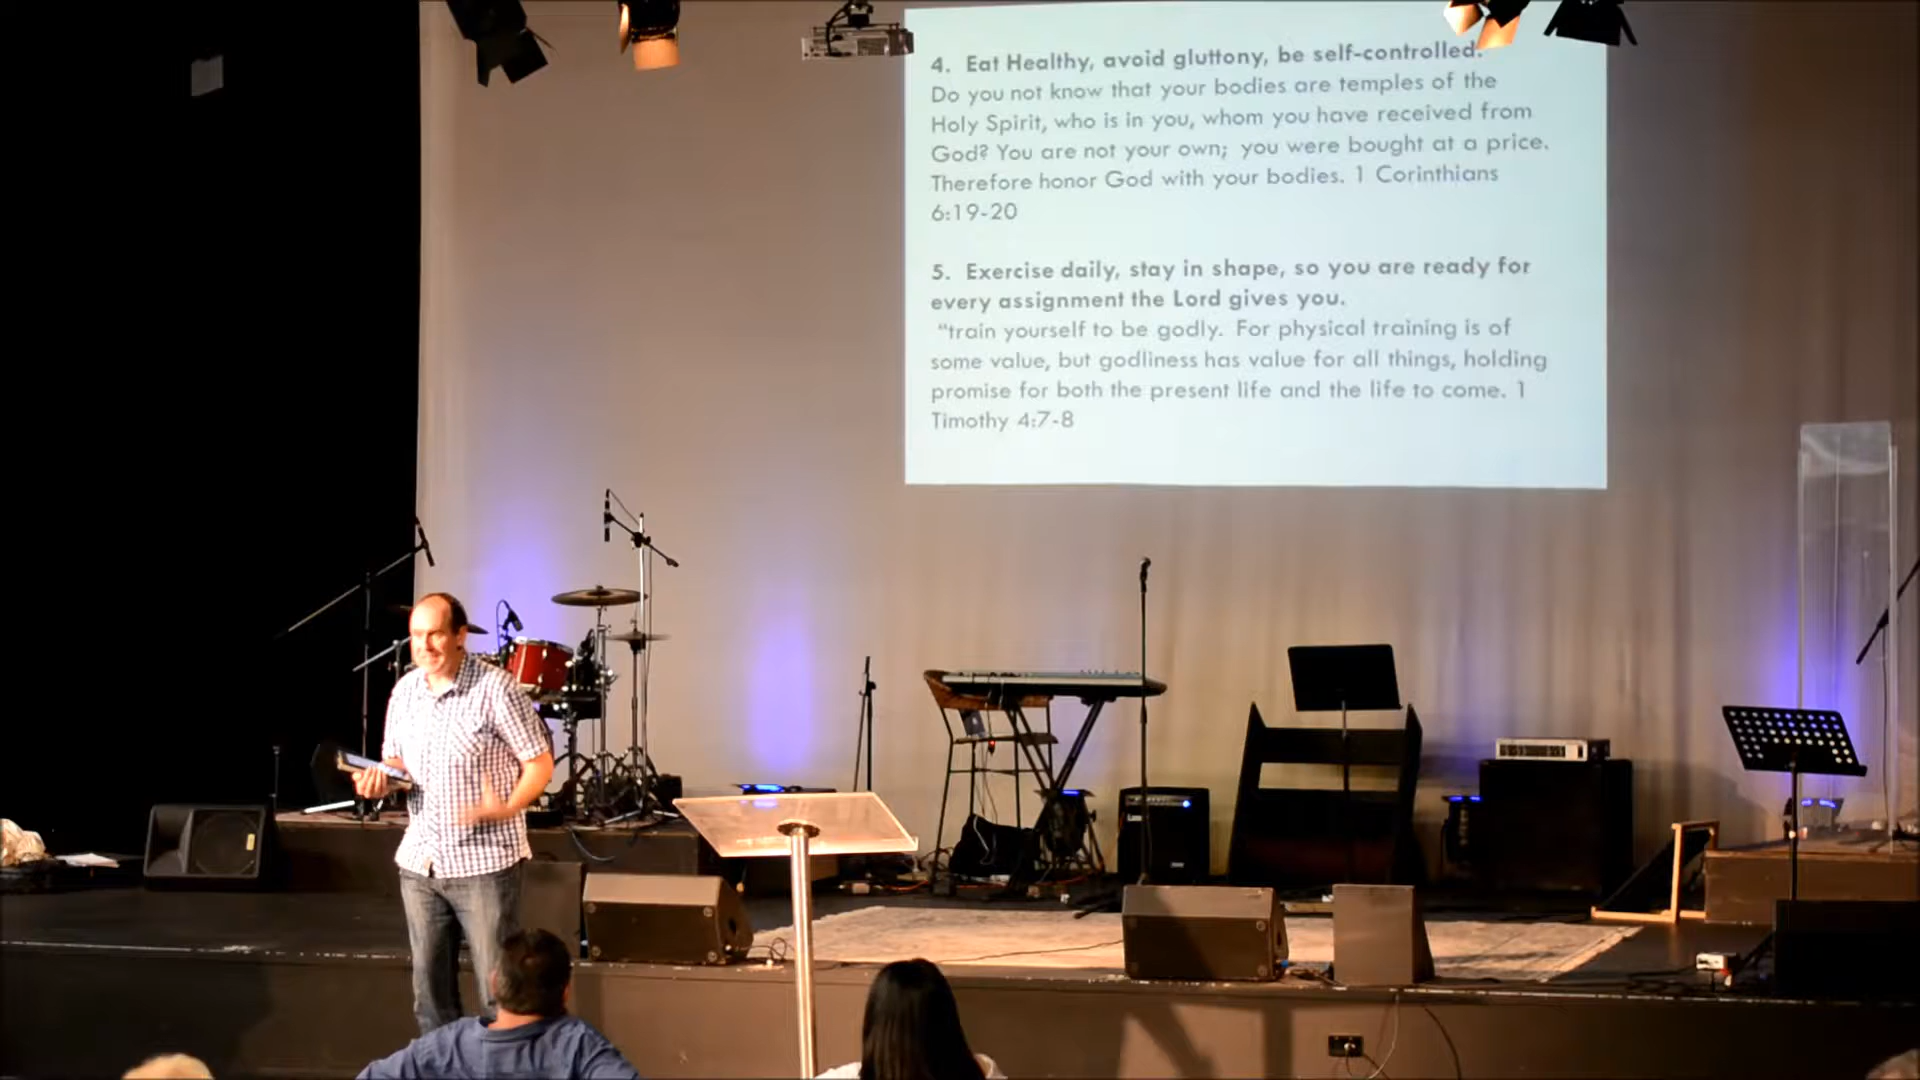 4. Eat Healthy, avoid gluttony, be self-controlled.
Do you not know that your bodies are temples of the
Holy Spirit, who is in you, whom you have received from
God? You are not your own; you were bought at a price.
Therefore honor God with your bodies. 1 Corinthians
6:19-20
5. Exercise daily, stay in shape, so you are ready for
every assignment the Lord gives you.
“train yourself to be godly. For physical training is of
some value, but godliness has value for all things, holding
promise for both the present life and the life to come. 1
Timothy 4:7-8